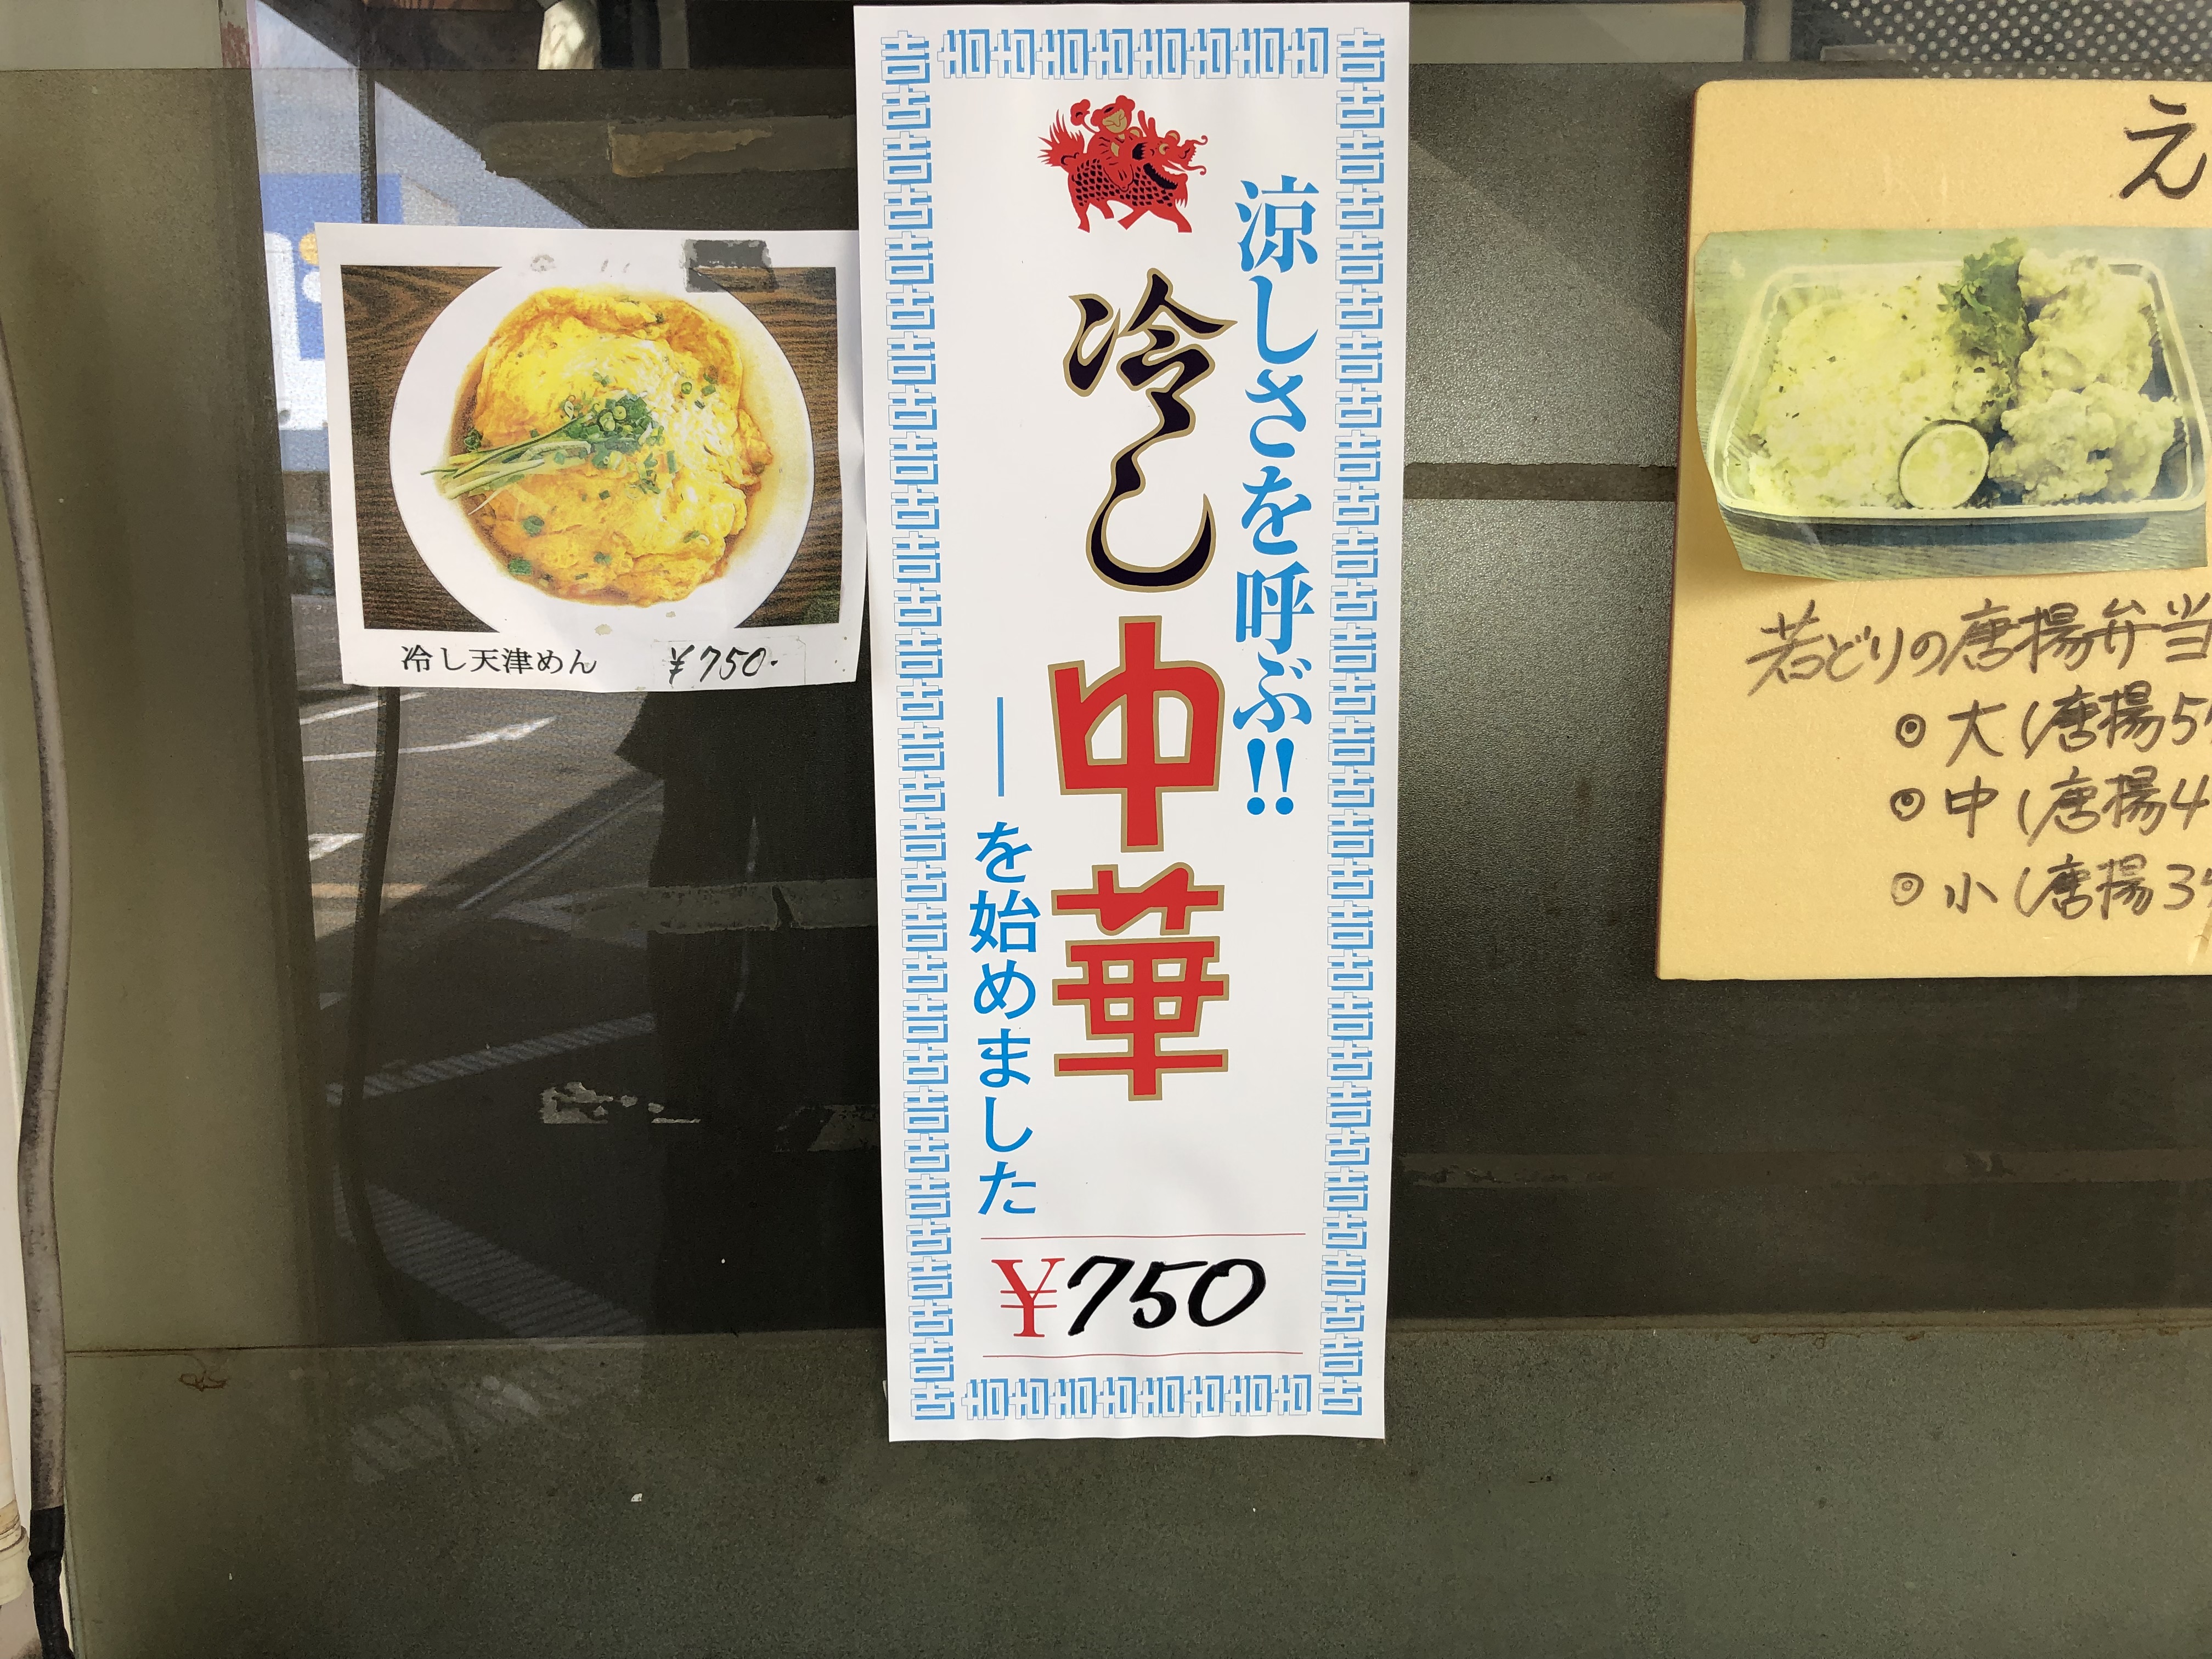 冷し天津めん ¥750-
涼しさを呼ぶ!!
冷し中華
―を始めました
¥750
え
若どりの唐揚弁当
◎大(唐揚5
◎中(唐揚4
◎小(唐揚3